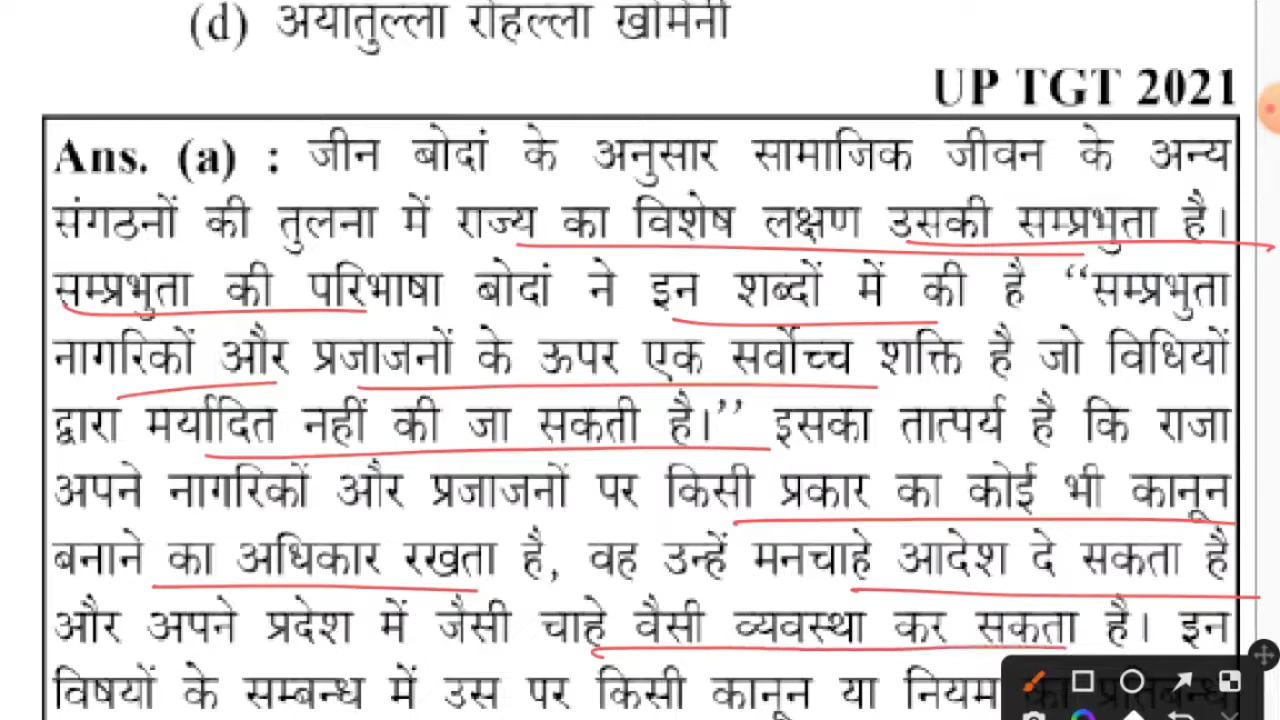 (d) अयातुल्ला रोहल्ला खोमेनी
UP TGT 2021
Ans. (a) : जीन बोदां के अनुसार सामाजिक जीवन के अन्य
संगठनों की तुलना में राज्य का विशेष लक्षण उसकी सम्प्रभुता है।
सम्प्रभुता की परिभाषा बोदां ने इन शब्दों में की है ‘‘सम्प्रभुता
नागरिकों और प्रजाजनों के ऊपर एक सर्वोच्च शक्ति है जो विधियों
द्वारा मर्यादित नहीं की जा सकती है।’’ इसका तात्पर्य है कि राजा
अपने नागरिकों और प्रजाजनों पर किसी प्रकार का कोई भी कानून
बनाने का अधिकार रखता है, वह उन्हें मनचाहे आदेश दे सकता है
और अपने प्रदेश में जैसी चाहे वैसी व्यवस्था कर सकता है। इन
विषयों के सम्बन्ध में उस पर किसी कानून या नियम